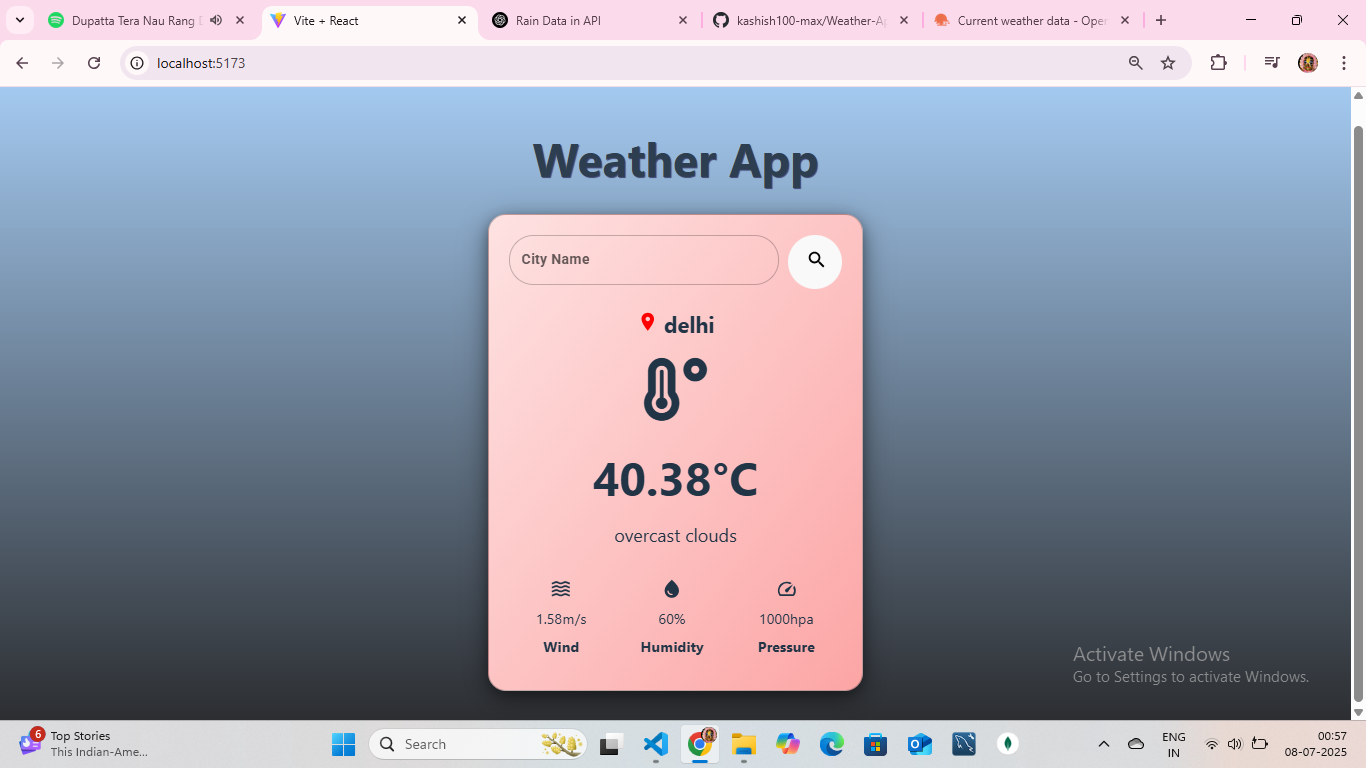 Dupatta Tera Nau Rang D
Vite + React
Rain Data in API
kashish100-max/Weather-Ap
Current weather data - Open
localhost:5173
Weather App
City Name
delhi
40.38°C
overcast clouds
1.58m/s
60%
1000hpa
Wind
Humidity
Pressure
Activate Windows
Go to Settings to activate Windows.
6
Top Stories
This Indian-Ame...
Search
ENG
IN
00:57
08-07-2025